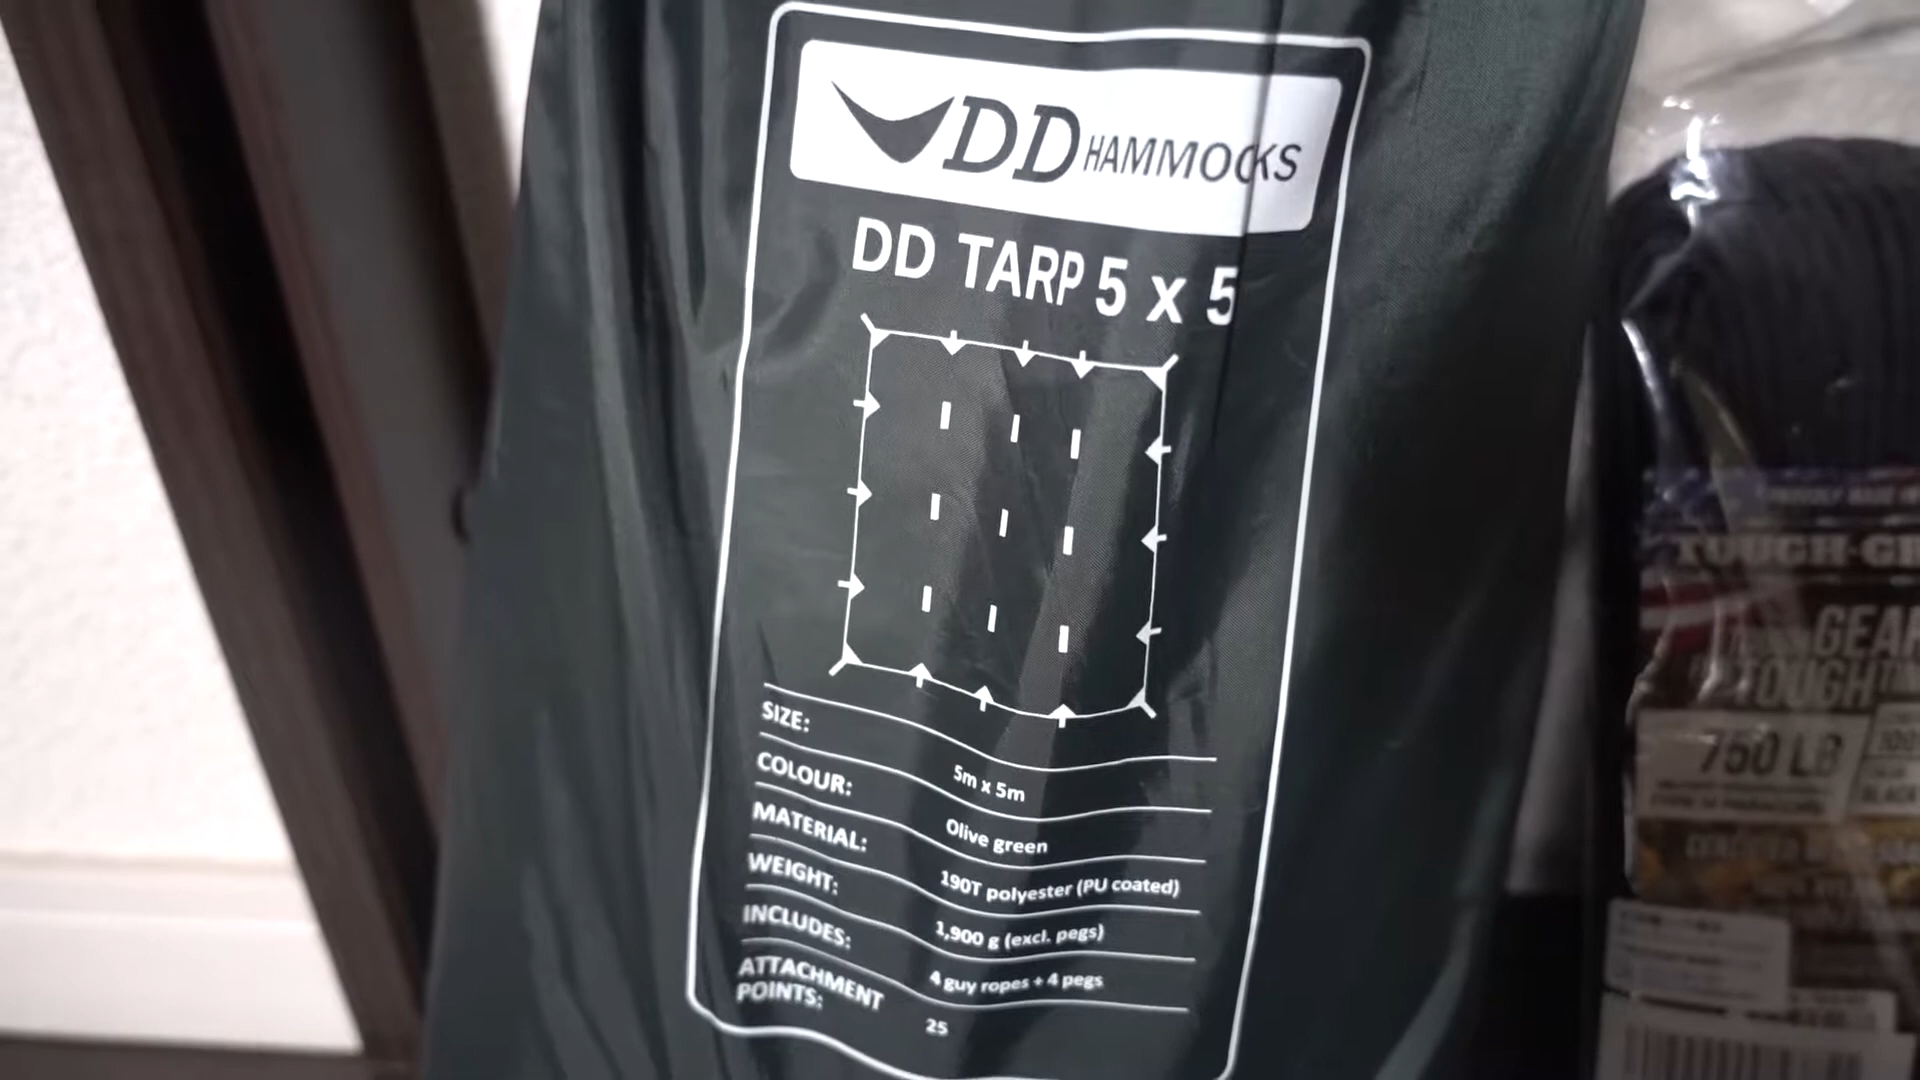 DD HAMMOCKS
DD TARP 5 x 5
SIZE: 5m x 5m
COLOUR: Olive green
MATERIAL: 190T polyester (PU coated)
WEIGHT: 1,900 g (excl. pegs)
INCLUDES: 4 guy ropes + 4 pegs
ATTACHMENT
POINTS: 25
TOUGH-GR
GEAR
TOUGH
750 LB
BLACK